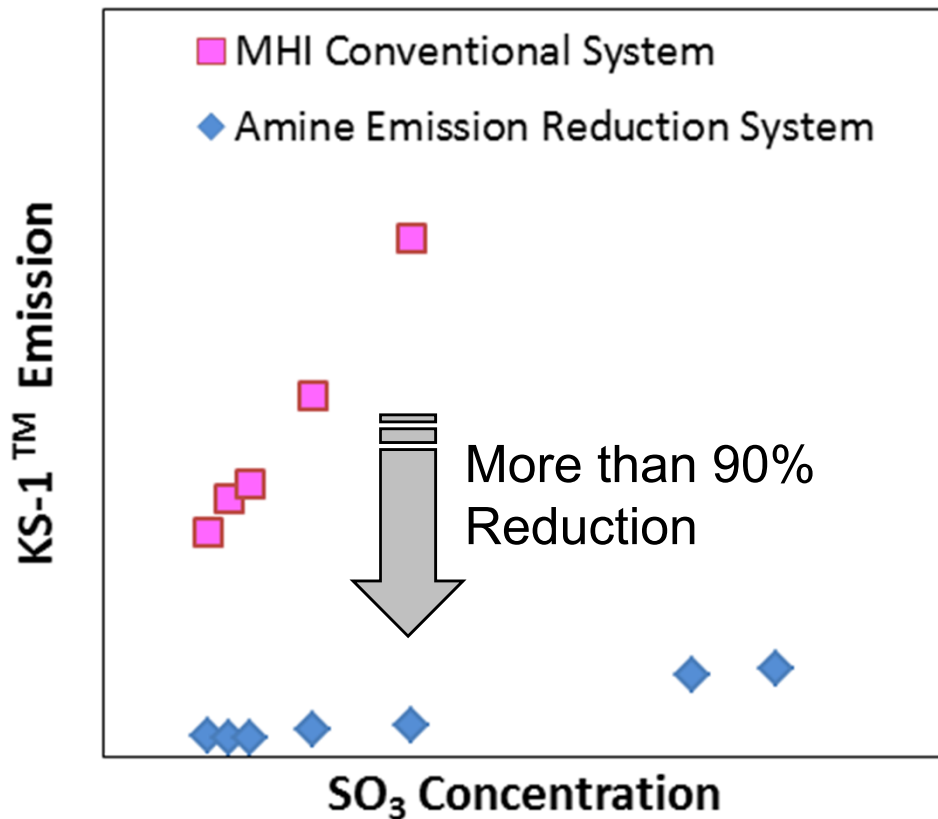 MHI Conventional System
Amine Emission Reduction System
KS-1™ Emission
More than 90%
Reduction
SO₃ Concentration